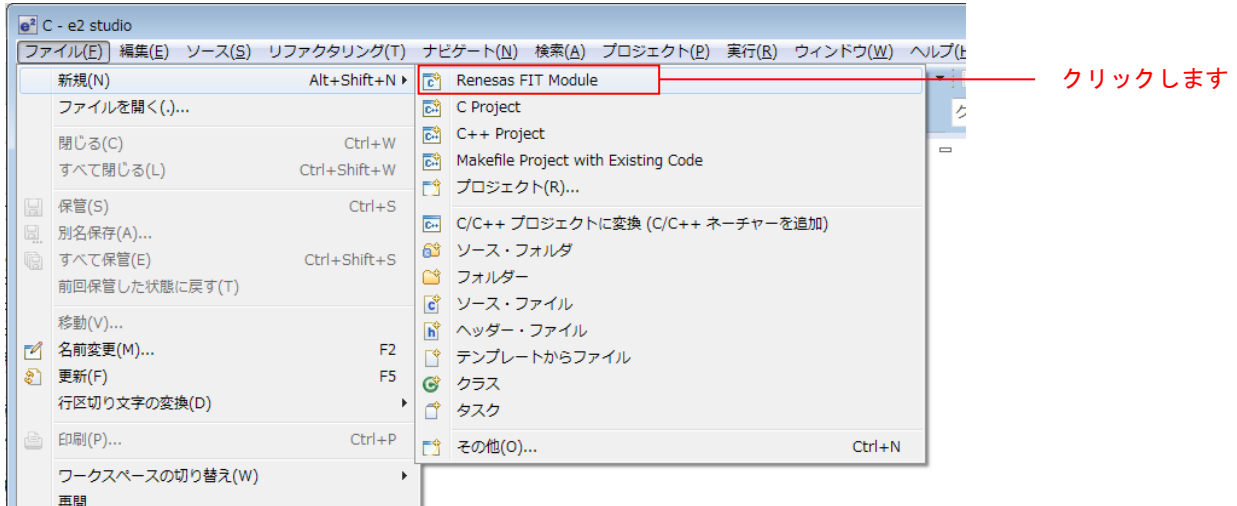 C - e2 studio
ファイル(F) 編集(E) ソース(S) リファクタリング(T) ナビゲート(N) 検索(A) プロジェクト(P) 実行(R) ウィンドウ(W) ヘルプ(H
新規(N) Alt+Shift+N
ファイルを開く(.)...
閉じる(C) Ctrl+W
すべて閉じる(L) Ctrl+Shift+W
保管(S) Ctrl+S
別名保存(A)...
すべて保管(E) Ctrl+Shift+S
前回保管した状態に戻す(T)
移動(V)...
名前変更(M)... F2
更新(F) F5
行区切り文字の変換(D)
印刷(P)... Ctrl+P
ワークスペースの切り替え(W)
再開
Renesas FIT Module
C Project
C++ Project
Makefile Project with Existing Code
プロジェクト(R)...
C/C++ プロジェクトに変換 (C/C++ ネーチャーを追加)
ソース・フォルダ
フォルダー
ソース・ファイル
ヘッダー・ファイル
テンプレートからファイル
クラス
タスク
その他(O)... Ctrl+N
クリックします